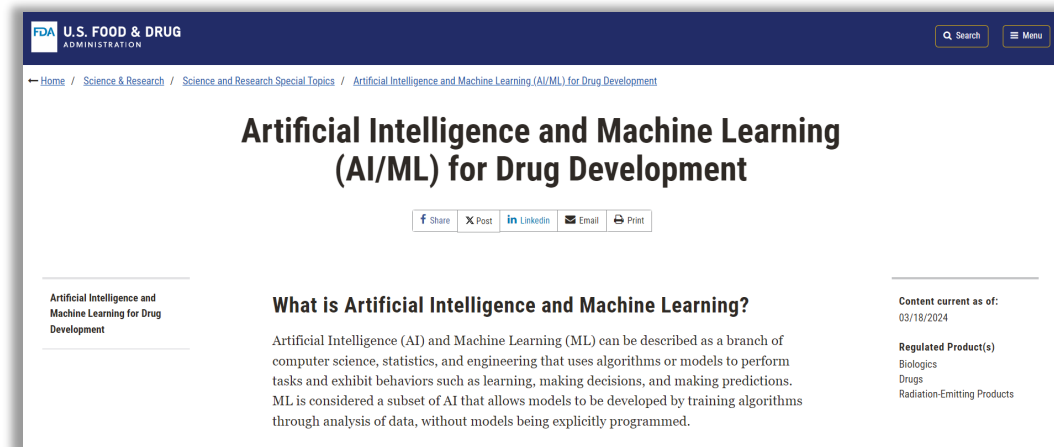 FDA U.S. FOOD & DRUG
ADMINISTRATION
Search
Menu
Home / Science & Research / Science and Research Special Topics / Artificial Intelligence and Machine Learning (AI/ML) for Drug Development
Artificial Intelligence and Machine Learning
(AI/ML) for Drug Development
Share
Post
Linkedin
Email
Print
Artificial Intelligence and
Machine Learning for Drug
Development
What is Artificial Intelligence and Machine Learning?
Artificial Intelligence (AI) and Machine Learning (ML) can be described as a branch of
computer science, statistics, and engineering that uses algorithms or models to perform
tasks and exhibit behaviors such as learning, making decisions, and making predictions.
ML is considered a subset of AI that allows models to be developed by training algorithms
through analysis of data, without models being explicitly programmed.
Content current as of:
03/18/2024
Regulated Product(s)
Biologics
Drugs
Radiation-Emitting Products